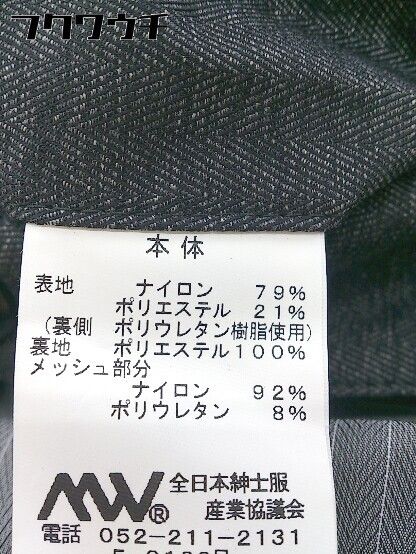 フクワウチ
本体
表地 ナイロン 79%
ポリエステル 21%
(裏側 ポリウレタン樹脂使用)
裏地 ポリエステル100%
メッシュ部分
ナイロン 92%
ポリウレタン 8%
MW® 全日本紳士服
産業協議会
電話 052-211-2131